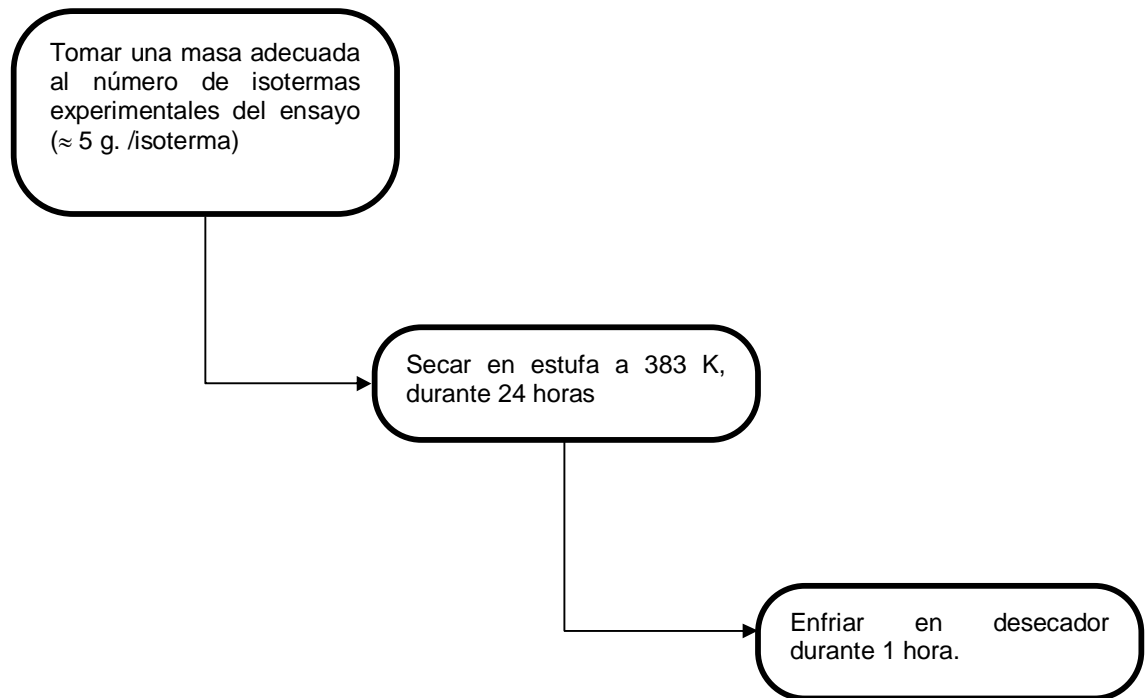 Tomar una masa adecuada
al número de isotermas
experimentales del ensayo
(≈ 5 g. /isoterma)
Secar en estufa a 383 K,
durante 24 horas
Enfriar en desecador
durante 1 hora.